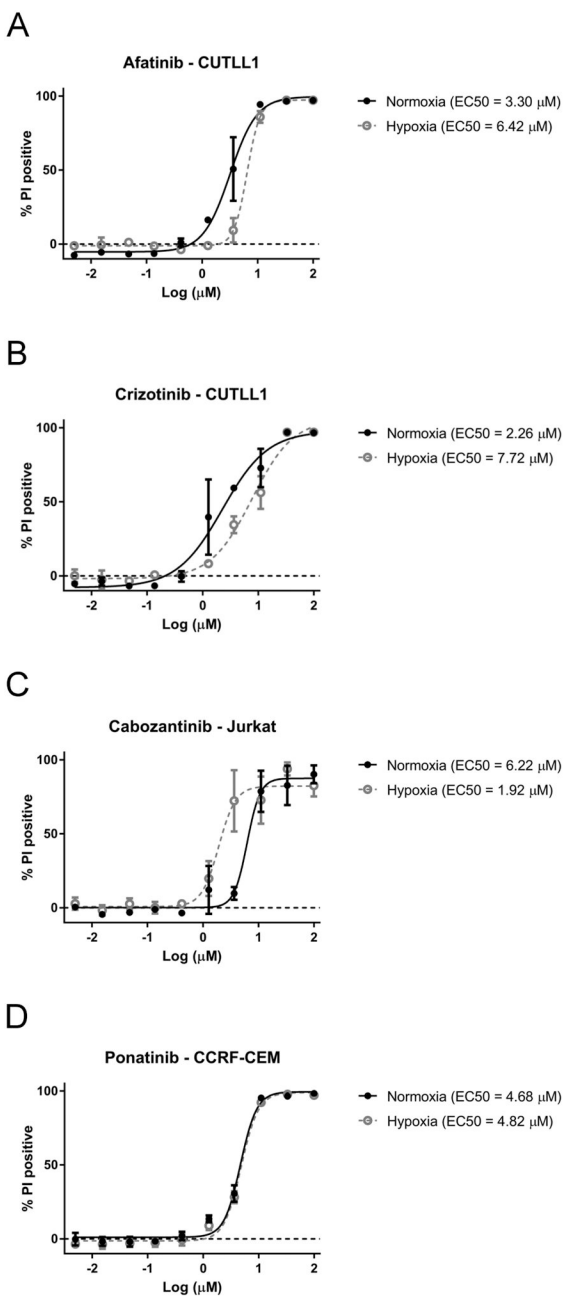 A
Afatinib - CUTLL1
100
50
0
% PI positive
-2 -1 0 1 2
Log (µM)
Normoxia (EC50 = 3.30 µM)
Hypoxia (EC50 = 6.42 µM)
B
Crizotinib - CUTLL1
100
50
0
% PI positive
-2 -1 0 1 2
Log (µM)
Normoxia (EC50 = 2.26 µM)
Hypoxia (EC50 = 7.72 µM)
C
Cabozantinib - Jurkat
100
50
0
% PI positive
-2 -1 0 1 2
Log (µM)
Normoxia (EC50 = 6.22 µM)
Hypoxia (EC50 = 1.92 µM)
D
Ponatinib - CCRF-CEM
100
50
0
% PI positive
-2 -1 0 1 2
Log (µM)
Normoxia (EC50 = 4.68 µM)
Hypoxia (EC50 = 4.82 µM)